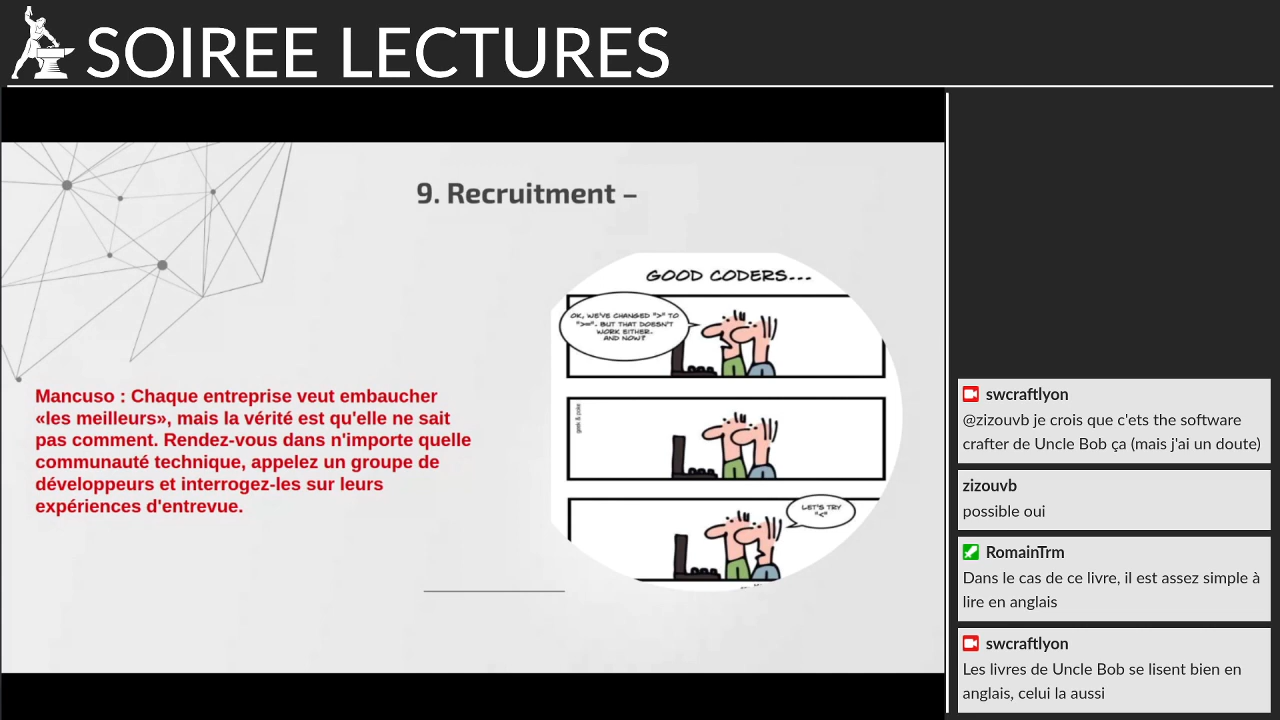 SOIREE LECTURES
9. Recruitment –
GOOD CODERS...
OK, WE'VE CHANGED ">" TO
">=". BUT THAT DOESN'T
WORK EITHER.
AND NOW?
geek & poke
LET'S TRY
"<"
Mancuso : Chaque entreprise veut embaucher
«les meilleurs», mais la vérité est qu'elle ne sait
pas comment. Rendez-vous dans n'importe quelle
communauté technique, appelez un groupe de
développeurs et interrogez-les sur leurs
expériences d'entrevue.
swcraftlyon
@zizouvb je crois que c'ets the software
crafter de Uncle Bob ça (mais j'ai un doute)
zizouvb
possible oui
RomainTrm
Dans le cas de ce livre, il est assez simple à
lire en anglais
swcraftlyon
Les livres de Uncle Bob se lisent bien en
anglais, celui la aussi